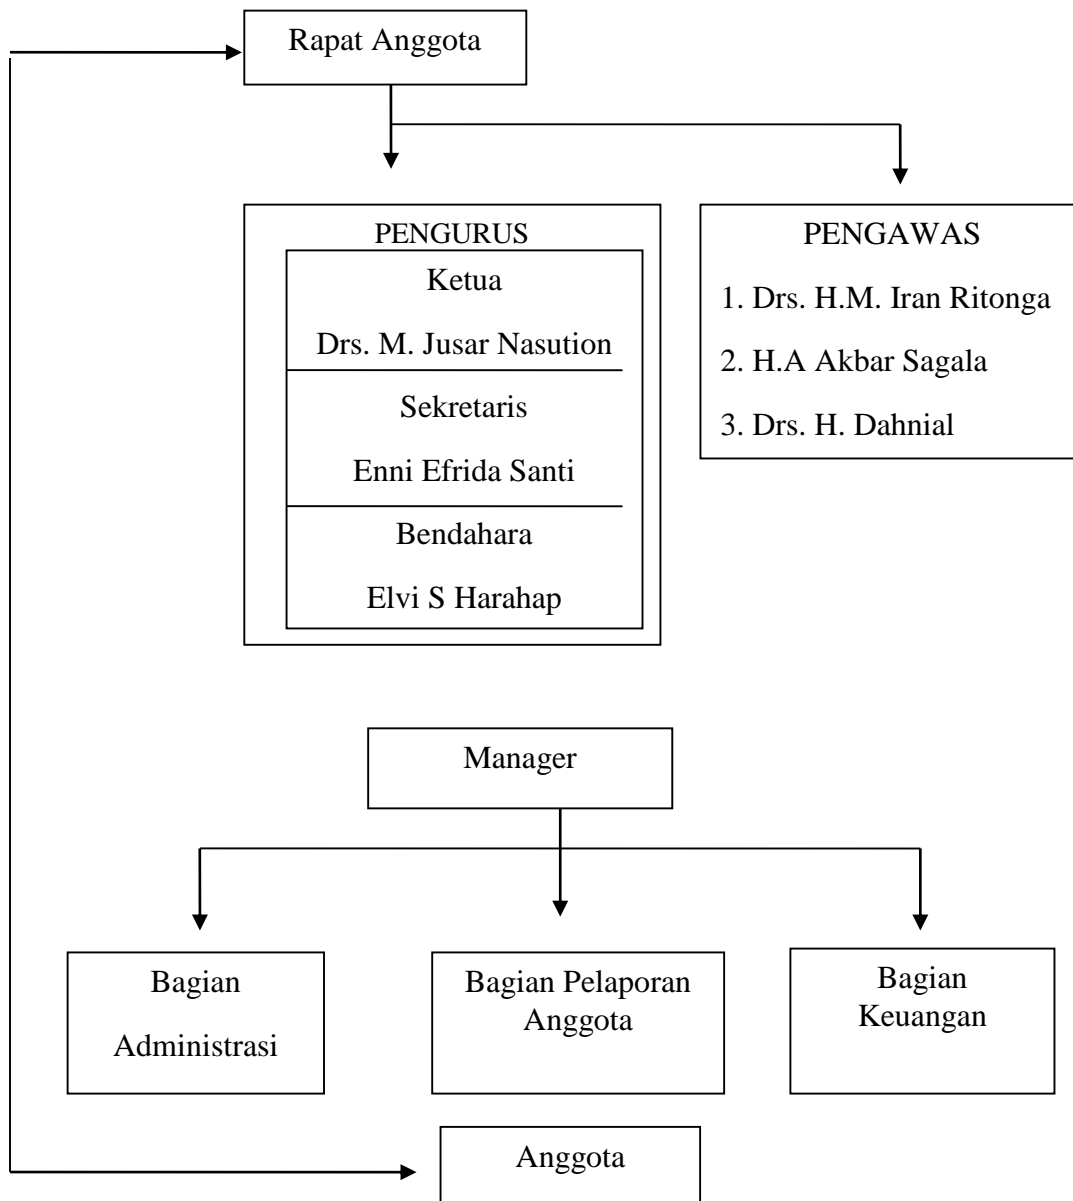 Rapat Anggota
PENGURUS
Ketua
Drs. M. Jusar Nasution
Sekretaris
Enni Efrida Santi
Bendahara
Elvi S Harahap
PENGAWAS
1. Drs. H.M. Iran Ritonga
2. H.A Akbar Sagala
3. Drs. H. Dahnial
Manager
Bagian
Administrasi
Bagian Pelaporan
Anggota
Bagian
Keuangan
Anggota